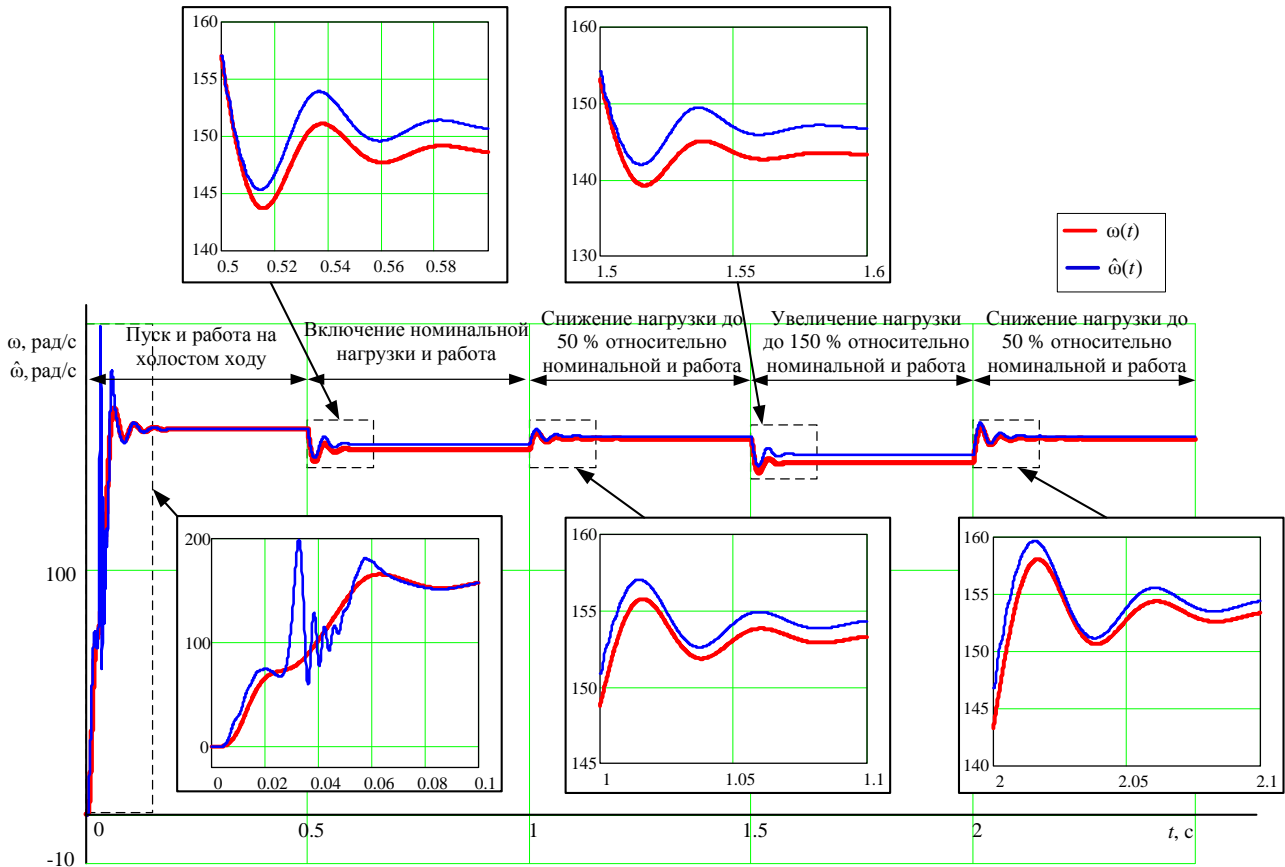 160
155
150
145
140
0.5
0.52
0.54
0.56
0.58
160
150
140
130
1.5
1.55
1.6
ω(t)
ω̂(t)
ω, рад/с
ω̂, рад/с
Пуск и работа на
холостом ходу
Включение номинальной
нагрузки и работа
Снижение нагрузки до
50 % относительно
номинальной и работа
Увеличение нагрузки
до 150 % относительно
номинальной и работа
Снижение нагрузки до
50 % относительно
номинальной и работа
100
-10
200
100
0
0
0.02
0.04
0.06
0.08
0.1
160
155
150
145
1
1.05
1.1
160
155
150
145
140
2
2.05
2.1
0
0.5
1
1.5
2
t, с